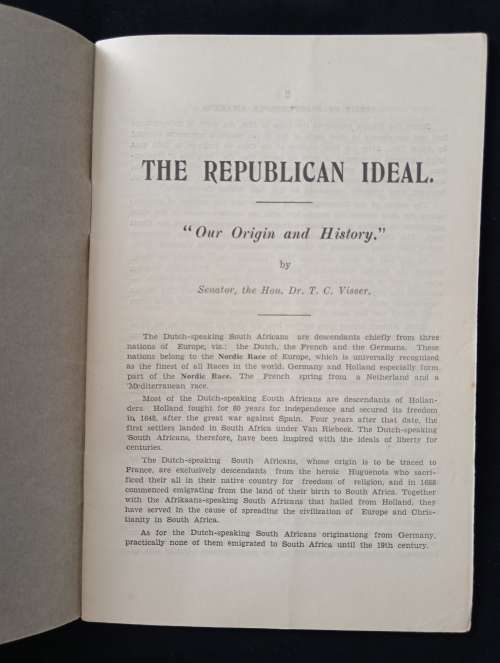 THE REPUBLICAN IDEAL.
"Our Origin and History."
by
Senator, the Hon. Dr. T. C. Visser.
The Dutch-speaking South Africans are descendants chiefly from three
nations of Europe, viz.: the Dutch, the French and the Germans. These
nations belong to the Nordic Race of Europe, which is universally recognised
as the finest of all Races in the world. Germany and Holland especially form
part of the Nordic Race. The French spring from a Netherland and a
Mediterranean race.
Most of the Dutch-speaking South Africans are descendants of Hollan-
ders. Holland fought for 80 years for independence and secured its freedom
in 1648, after the great war against Spain. Four years after that date, the
first settlers landed in South Africa under Van Riebeek. The Dutch-speaking
South Africans, therefore, have been inspired with the ideals of liberty for
centuries.
The Dutch-speaking South Africans, whose origin is to be traced to
France, are exclusively descendants from the heroic Huguenots who sacri-
ficed their all in their native country for freedom of religion, and in 1688
commenced emigrating from the land of their birth to South Africa. Together
with the Afrikaans-speaking South Africans that hailed from Holland, they
have served in the cause of spreading the civilization of Europe and Chris-
tianity in South Africa.
As for the Dutch-speaking South Africans originationg from Germany,
practically none of them emigrated to South Africa until the 19th century.